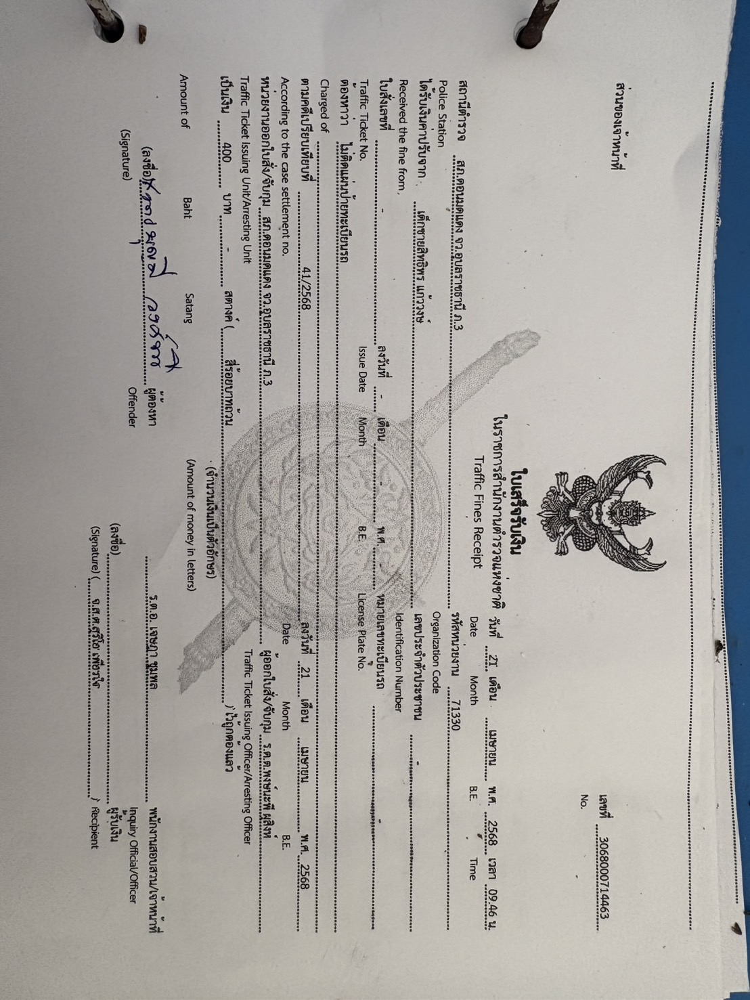 ส่วนของเจ้าหน้าที่
เลขที่ 3068000714463
No.
ใบเสร็จรับเงิน
ในราชการสำนักงานตำรวจแห่งชาติ
Traffic Fines Receipt
วันที่ 21 เดือน เมษายน พ.ศ. 2568 เวลา 09.46 น.
Date Month B.E. Time
สถานีตำรวจ สภ.ดอนมดแดง จว.อุบลราชธานี ภ.3 รหัสหน่วยงาน 71330
Police Station Organization Code
ได้รับเงินค่าปรับจาก เด็กชายสิทธิพร แก้ววงษ์ เลขประจำตัวประชาชน -
Received the fine from Identification Number
ใบสั่งเลขที่ - ลงวันที่ - เดือน - พ.ศ. - หมายเลขทะเบียนรถ -
Traffic Ticket No. Issue Date Month B.E. License Plate No.
ต้องหาว่า ไม่ติดแผ่นป้ายทะเบียนรถ
Charged of
ตามคดีเปรียบเทียบที่ 41/2568 ลงวันที่ 21 เดือน เมษายน พ.ศ. 2568
According to the case settlement no. Date Month B.E.
หน่วยงานออกใบสั่ง/จับกุม สภ.ดอนมดแดง จว.อุบลราชธานี ภ.3 ผู้ออกใบสั่ง/จับกุม ร.ต.ต.พงษ์นะพี ผุสิงห์
Traffic Ticket Issuing Unit/Arresting Unit Traffic Ticket Issuing Officer/Arresting Officer
เป็นเงิน 400 บาท - สตางค์ ( สี่ร้อยบาทถ้วน ) ไว้ถูกต้องแล้ว
(จำนวนเงินเป็นตัวอักษร)
Amount of Baht Satang (Amount of money in letters)
(ลงชื่อ) ผู้ต้องหา ร.ต.อ. เจษฎา ชุมพล พนักงานสอบสวน/เจ้าหน้าที่
(Signature) Offender Inquiry Official/Officer
(ลงชื่อ) ผู้รับเงิน
(Signature) ( จ.ส.ต.สุริโย เพียรใจ ) Recipient